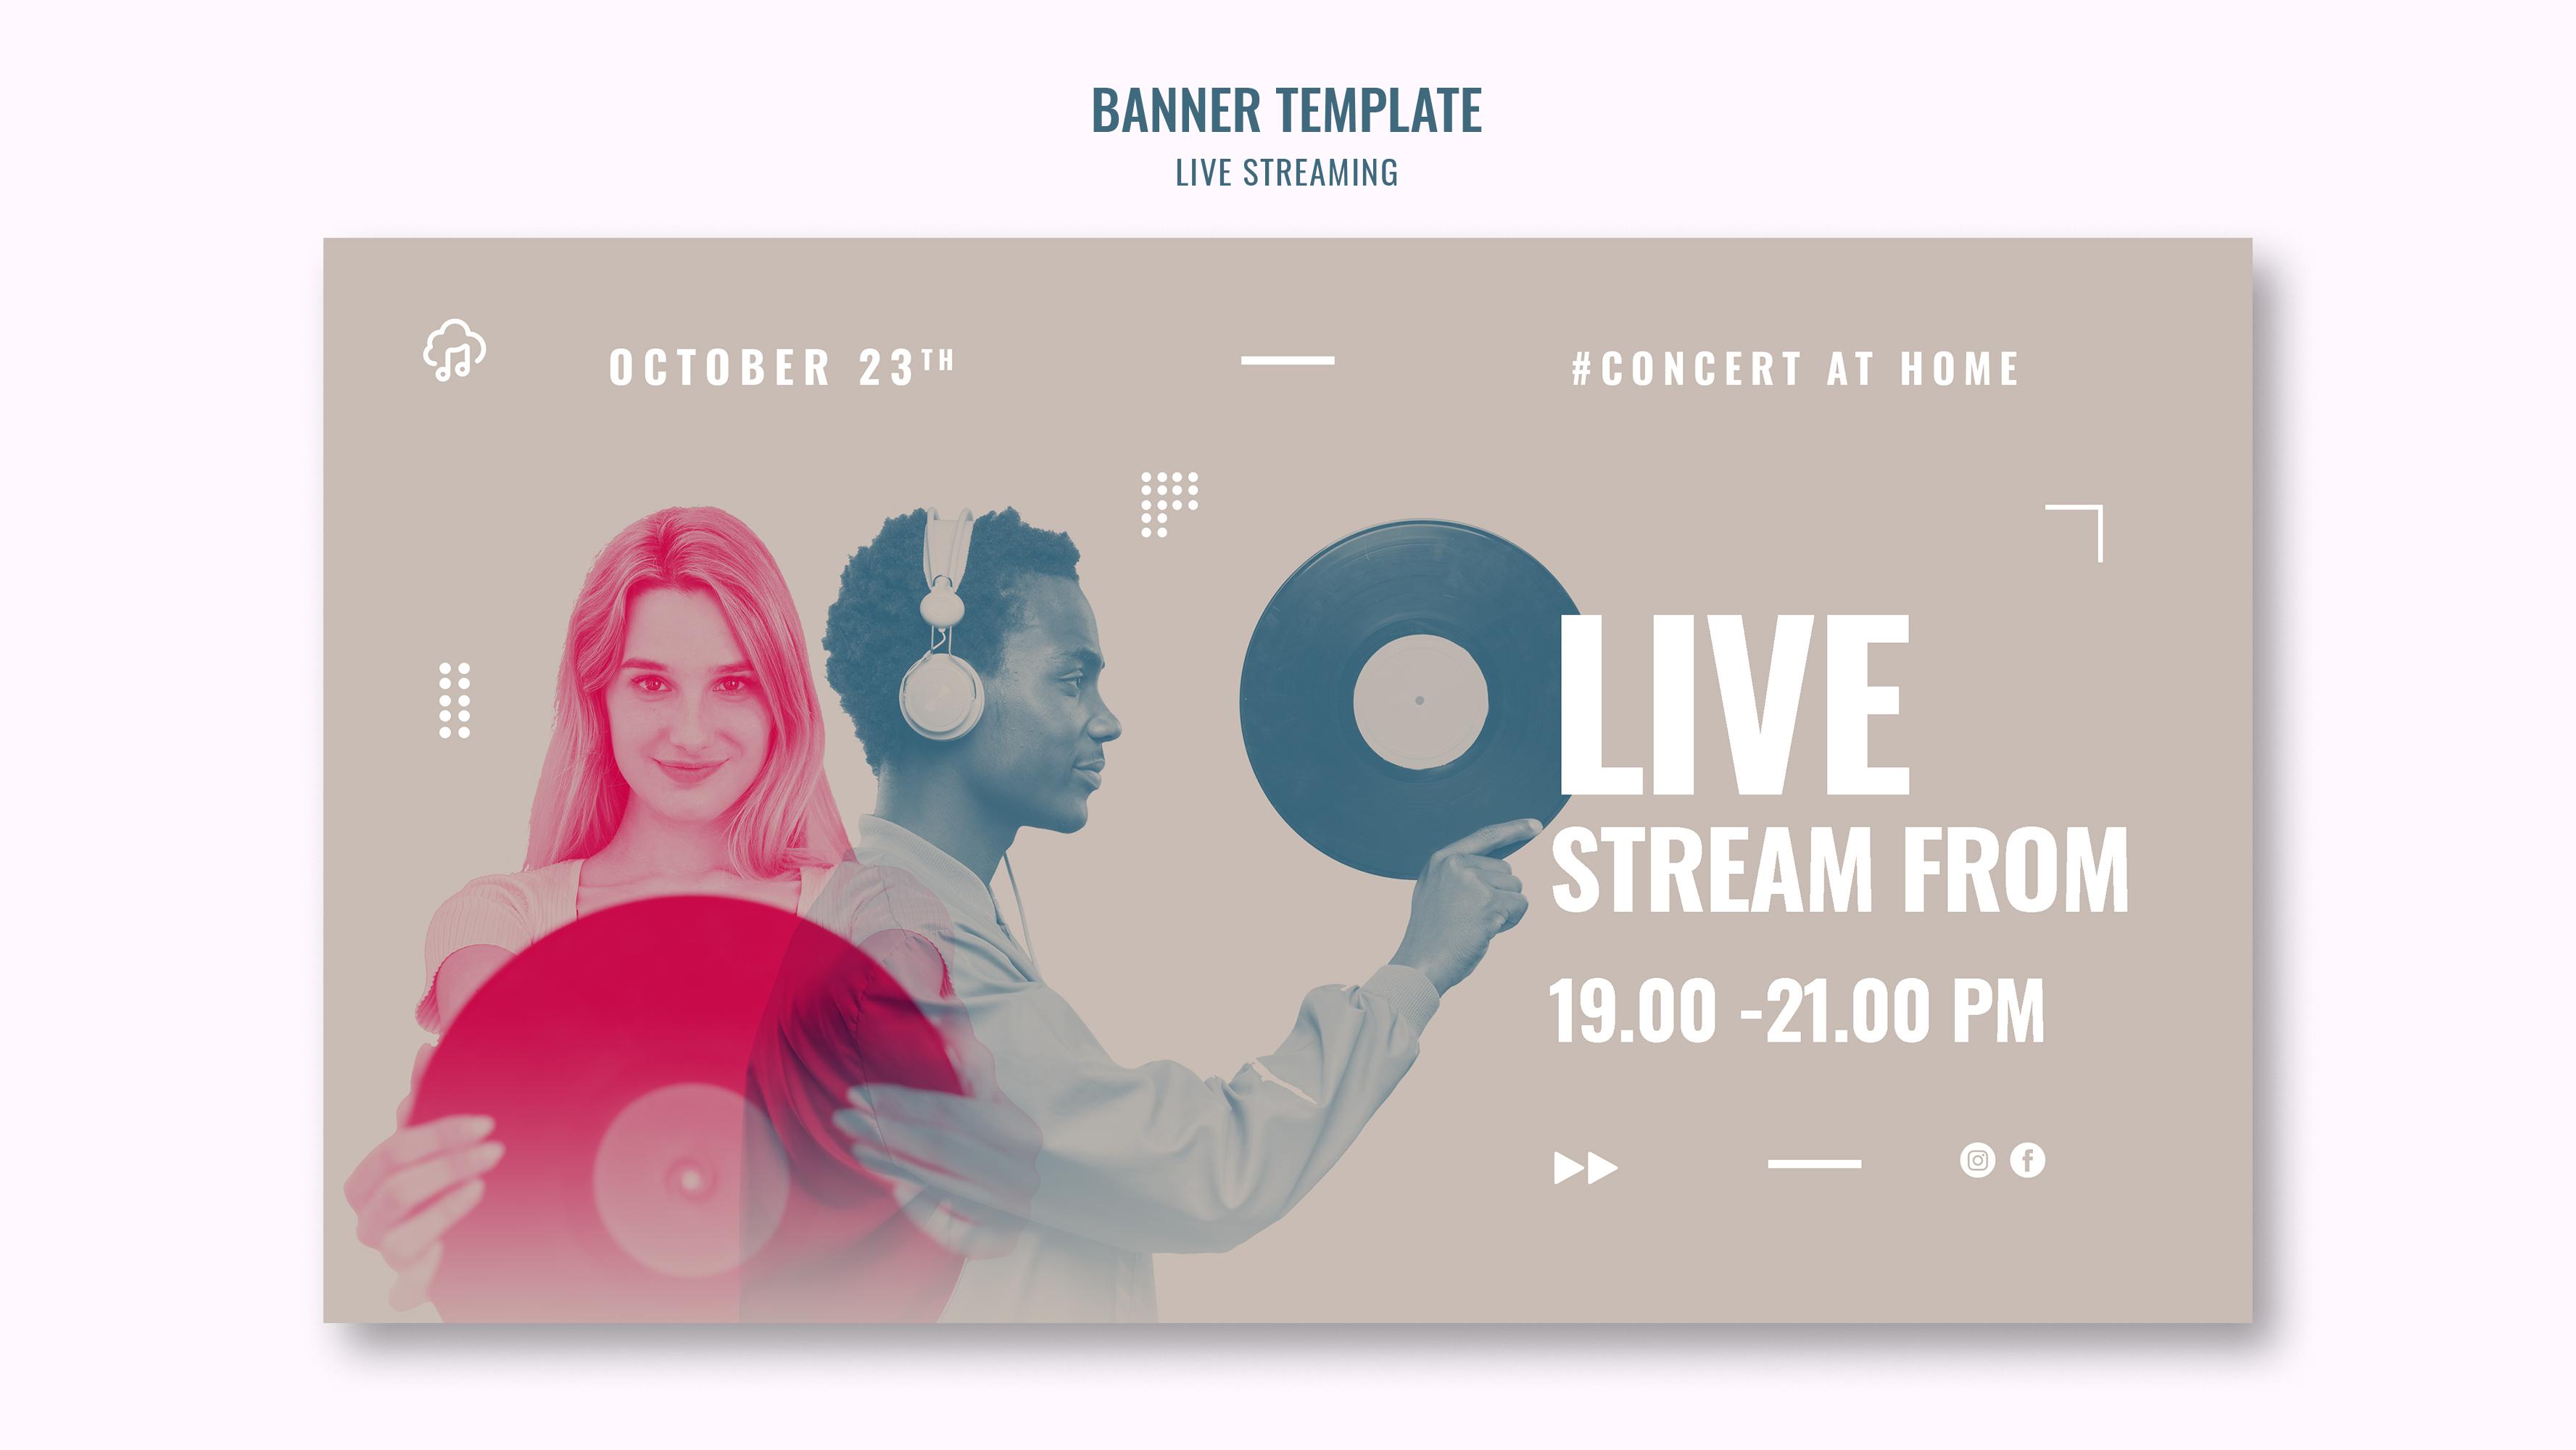 BANNER TEMPLATE
LIVE STREAMING
OCTOBER 23TH
#CONCERT AT HOME
LIVE
STREAM FROM
19.00 -21.00 PM